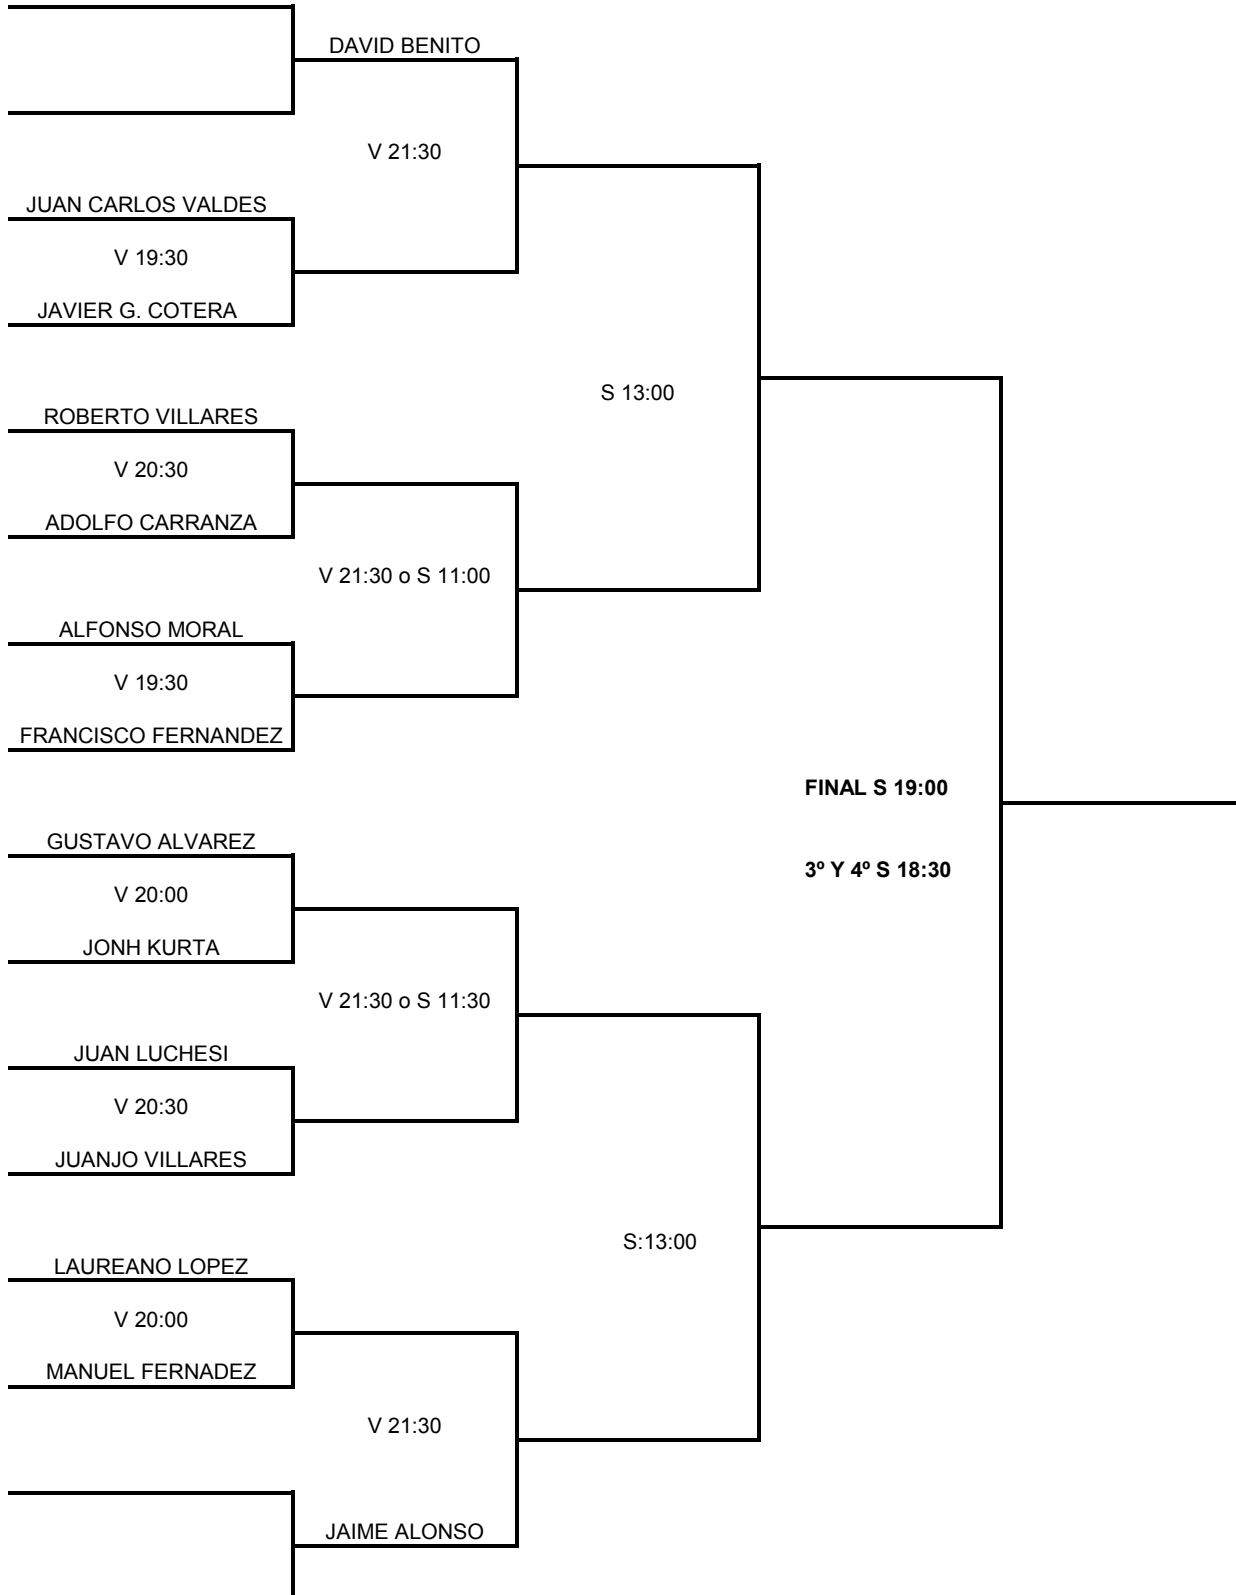 DAVID BENITO
V 21:30
JUAN CARLOS VALDES
V 19:30
JAVIER G. COTERA
S 13:00
ROBERTO VILLARES
V 20:30
ADOLFO CARRANZA
V 21:30 o S 11:00
ALFONSO MORAL
V 19:30
FRANCISCO FERNANDEZ
FINAL S 19:00
GUSTAVO ALVAREZ
3º Y 4º S 18:30
V 20:00
JONH KURTA
V 21:30 o S 11:30
JUAN LUCHESI
V 20:30
JUANJO VILLARES
S:13:00
LAUREANO LOPEZ
V 20:00
MANUEL FERNADEZ
V 21:30
JAIME ALONSO